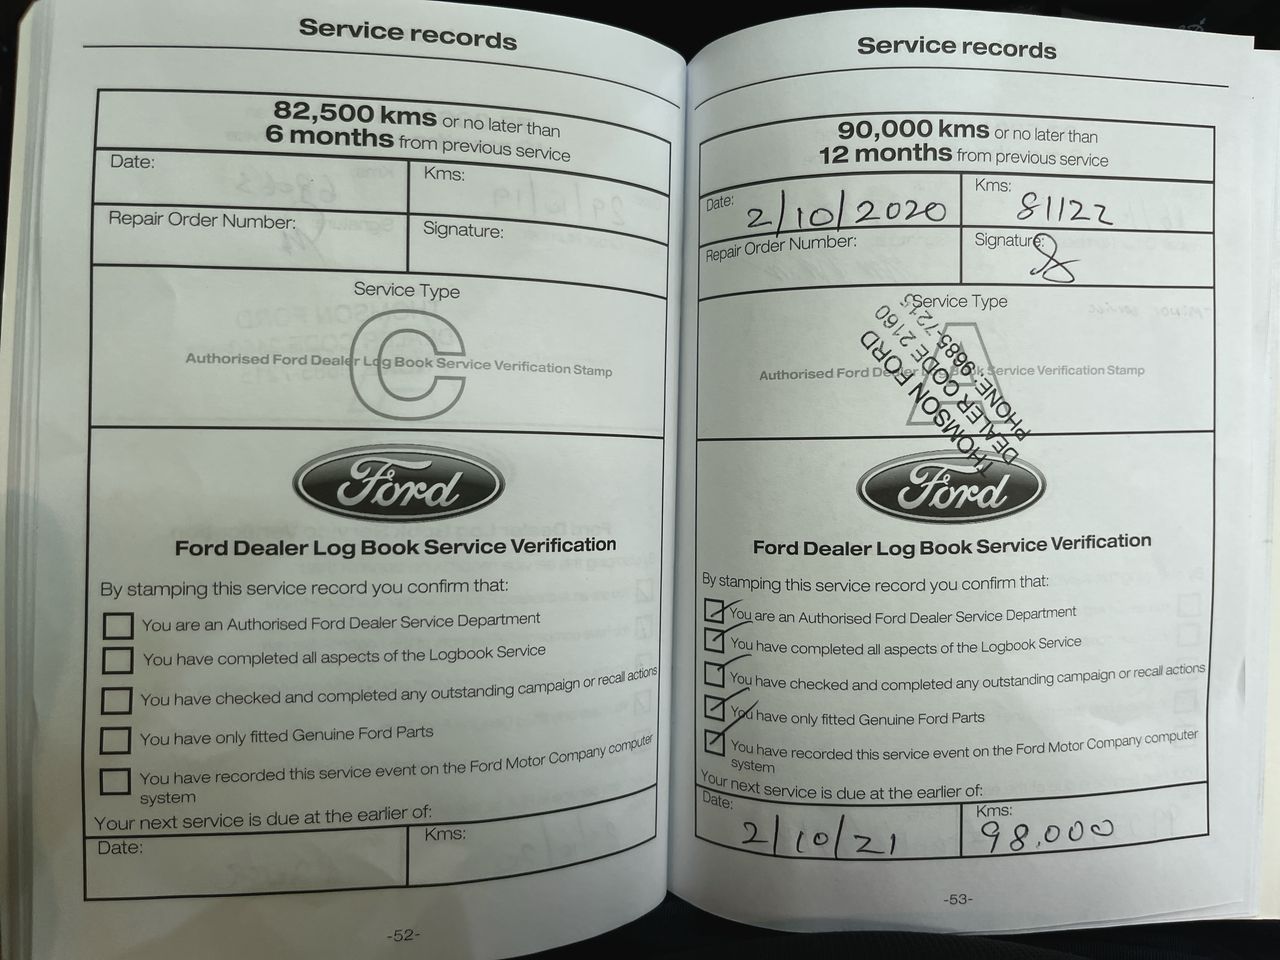 Service records
82,500 kms or no later than
6 months from previous service
Date:
Kms:
Repair Order Number:
Signature:
Service Type
C
Authorised Ford Dealer Log Book Service Verification Stamp
Ford
Ford Dealer Log Book Service Verification
By stamping this service record you confirm that:
You are an Authorised Ford Dealer Service Department
You have completed all aspects of the Logbook Service
You have checked and completed any outstanding campaign or recall actions
You have only fitted Genuine Ford Parts
You have recorded this service event on the Ford Motor Company computer
system
Your next service is due at the earlier of:
Date:
Kms:
-52-
Service records
90,000 kms or no later than
12 months from previous service
Date: 2/10/2020
Kms: 81122
Repair Order Number:
Signature:
Service Type
A
Authorised Ford Dealer Log Book Service Verification Stamp
THOMSON FORD
DEALER CODE 2160
PHONE: 9685-7215
Ford
Ford Dealer Log Book Service Verification
By stamping this service record you confirm that:
You are an Authorised Ford Dealer Service Department
You have completed all aspects of the Logbook Service
You have checked and completed any outstanding campaign or recall actions
You have only fitted Genuine Ford Parts
You have recorded this service event on the Ford Motor Company computer
system
Your next service is due at the earlier of:
Date: 2/10/21
Kms: 98.000
-53-